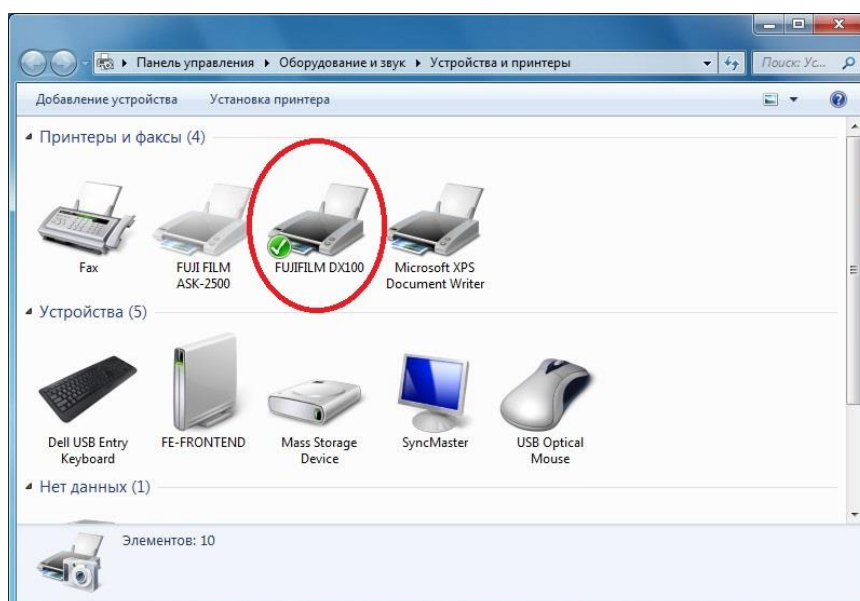 Панель управления ▸ Оборудование и звук ▸ Устройства и принтеры
Поиск: Ус...
Добавление устройства Установка принтера
Принтеры и факсы (4)
Fax
FUJI FILM
ASK-2500
FUJIFILM DX100
Microsoft XPS
Document Writer
Устройства (5)
Dell USB Entry
Keyboard
FE-FRONTEND
Mass Storage
Device
SyncMaster
USB Optical
Mouse
Нет данных (1)
Элементов: 10